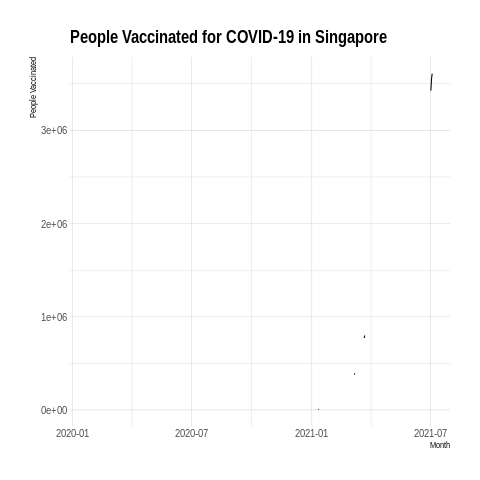 People Vaccinated for COVID-19 in Singapore
People Vaccinated
3e+06
2e+06
1e+06
0e+00
2020-01 2020-07 2021-01 2021-07
Month